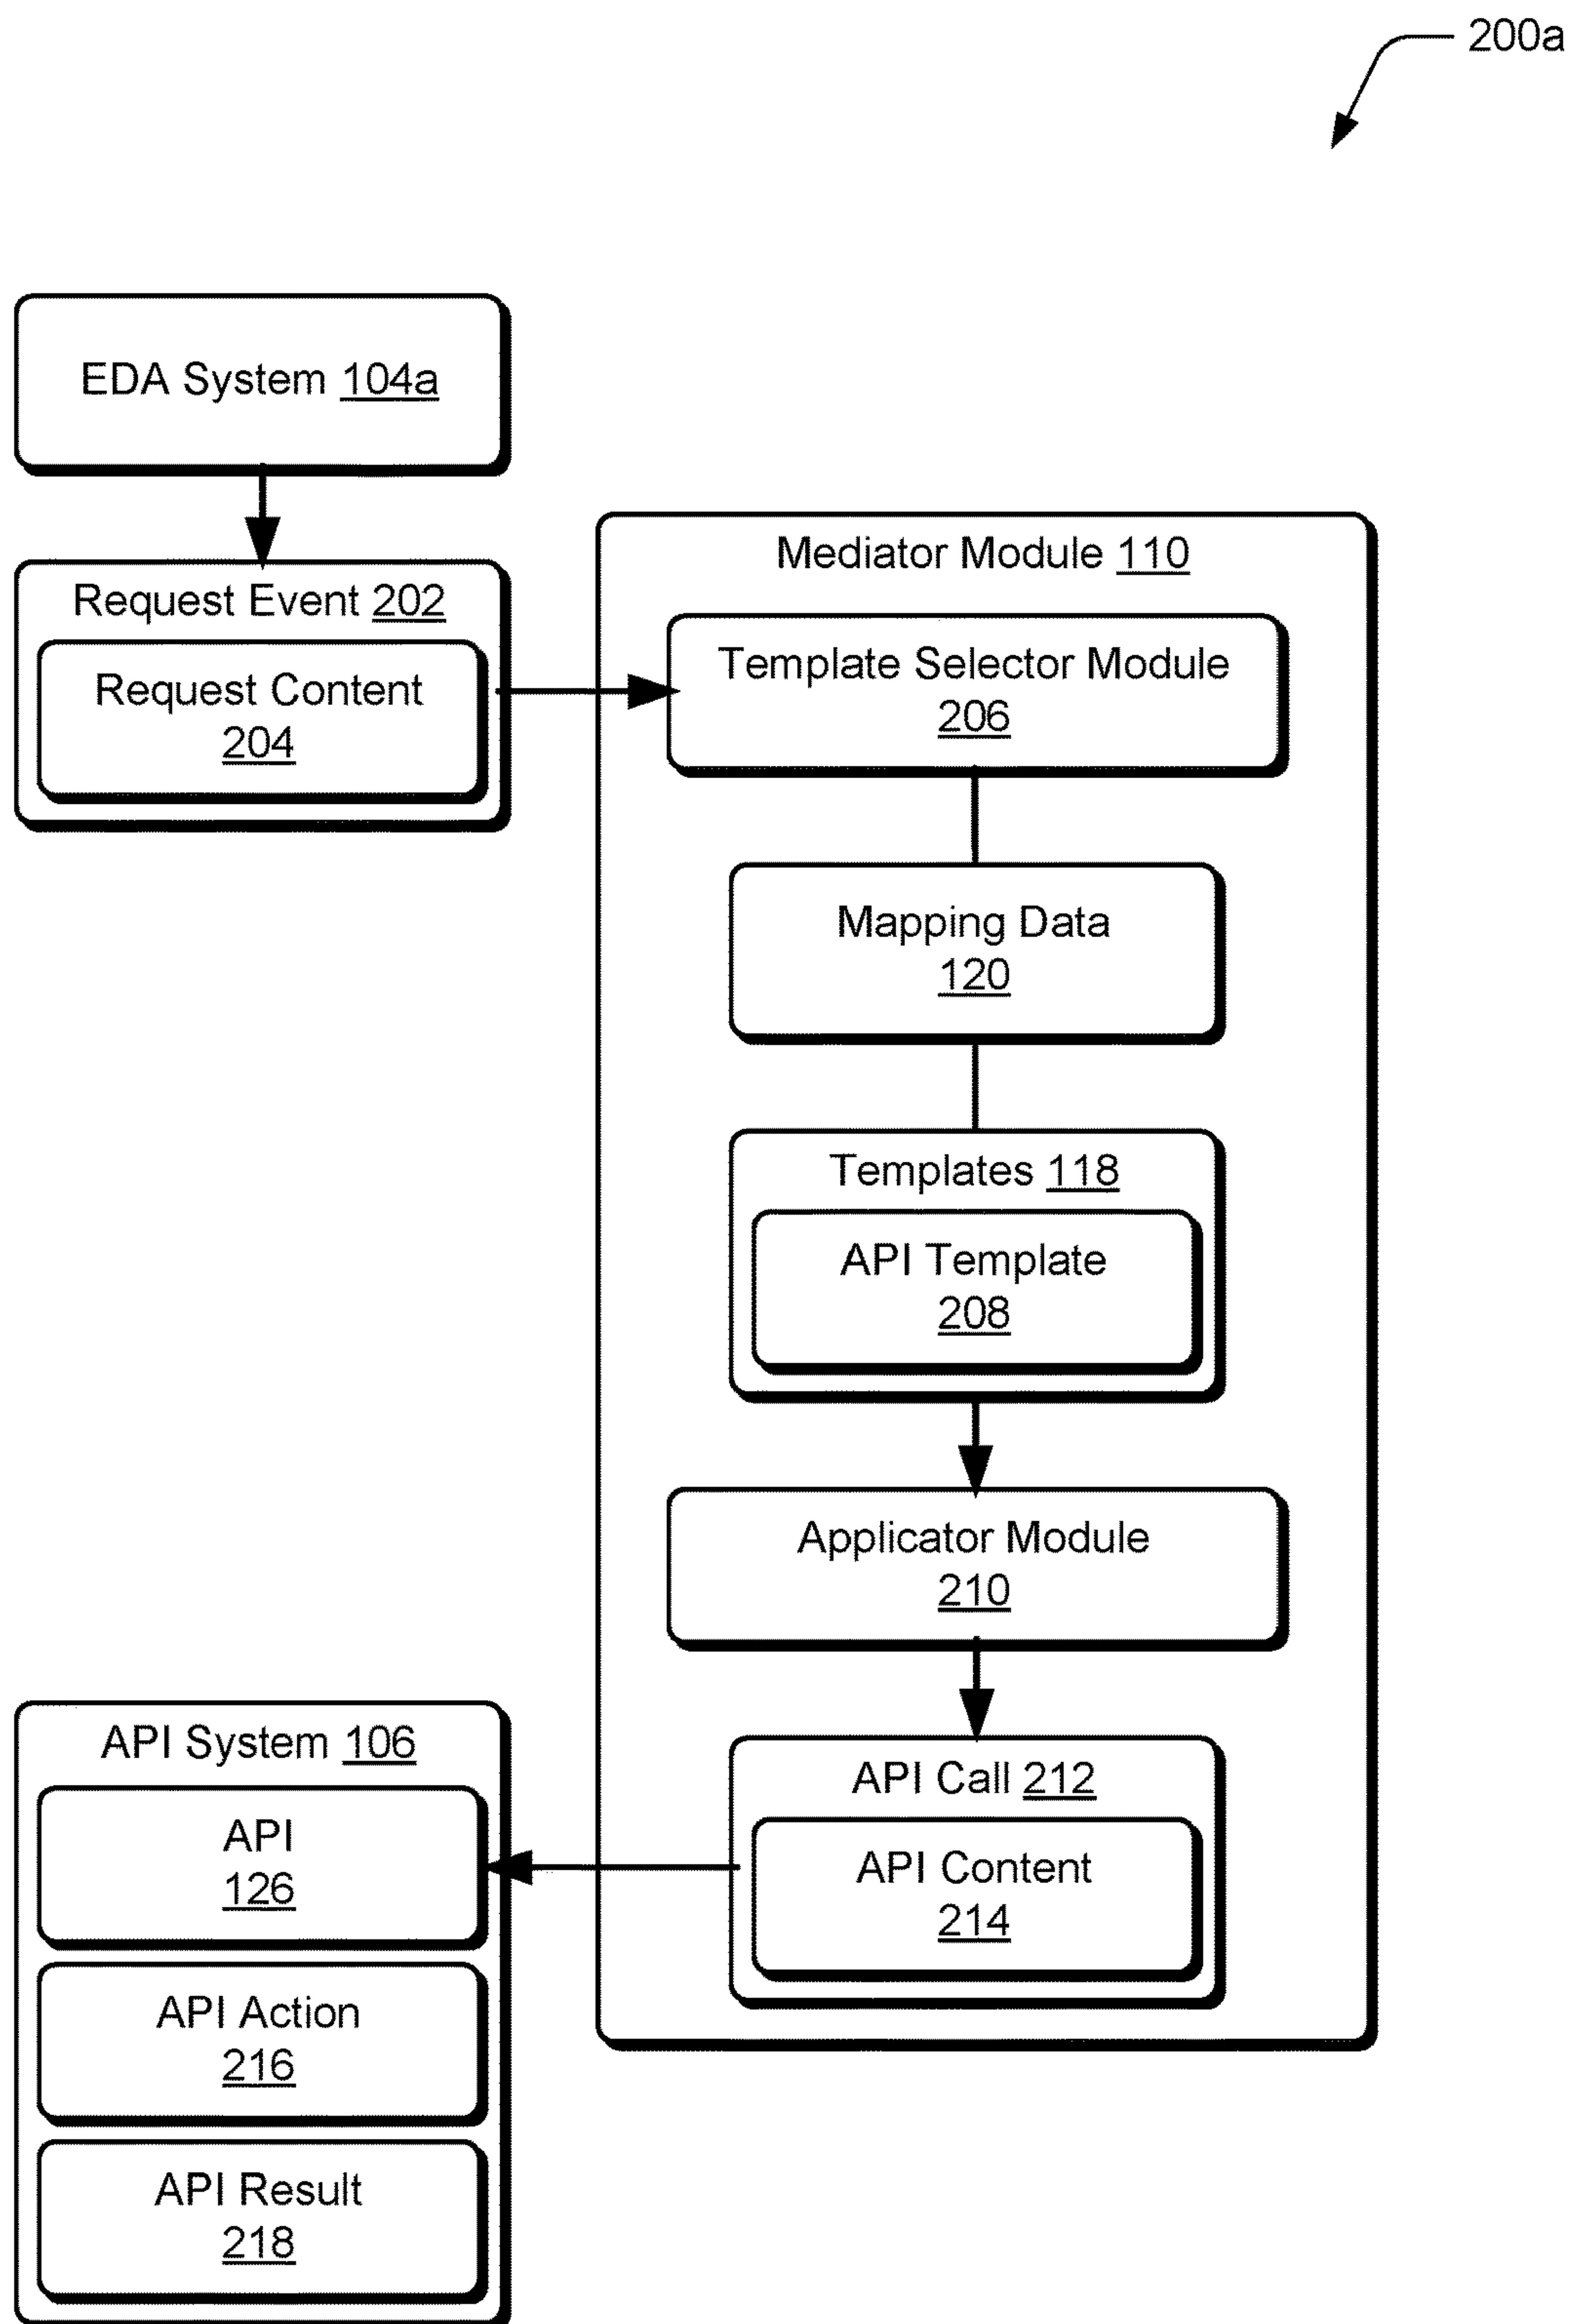 200a
EDA System 104a
Request Event 202
Request Content
204
Mediator Module 110
Template Selector Module
206
Mapping Data
120
Templates 118
API Template
208
Applicator Module
210
API Call 212
API Content
214
API System 106
API
126
API Action
216
API Result
218